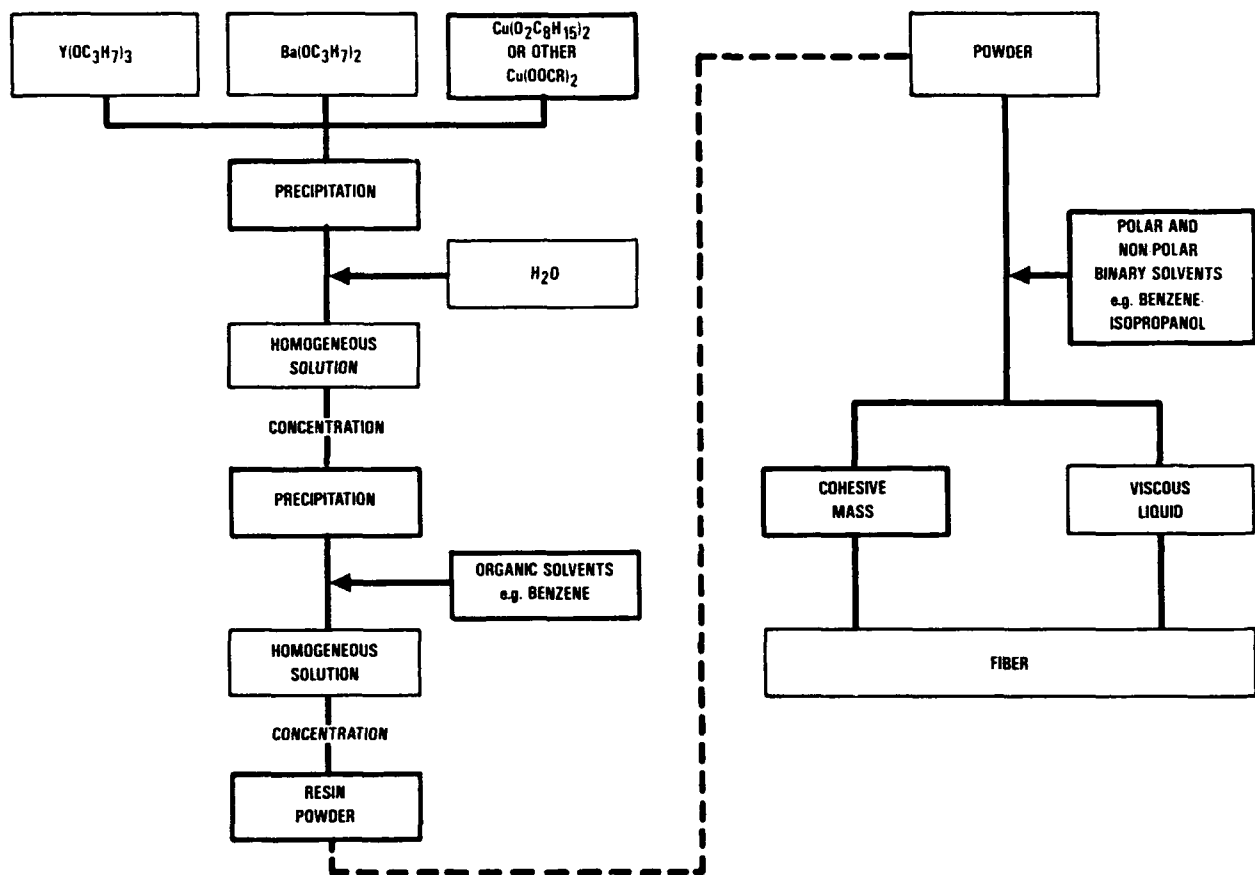 Y(OC3H7)3
Ba(OC3H7)2
Cu(O2C8H15)2
OR OTHER
Cu(OOCR)2
PRECIPITATION
H2O
HOMOGENEOUS
SOLUTION
CONCENTRATION
PRECIPITATION
ORGANIC SOLVENTS
e.g. BENZENE
HOMOGENEOUS
SOLUTION
CONCENTRATION
RESIN
POWDER
POWDER
POLAR AND
NON-POLAR
BINARY SOLVENTS
e.g. BENZENE-
ISOPROPANOL
COHESIVE
MASS
VISCOUS
LIQUID
FIBER